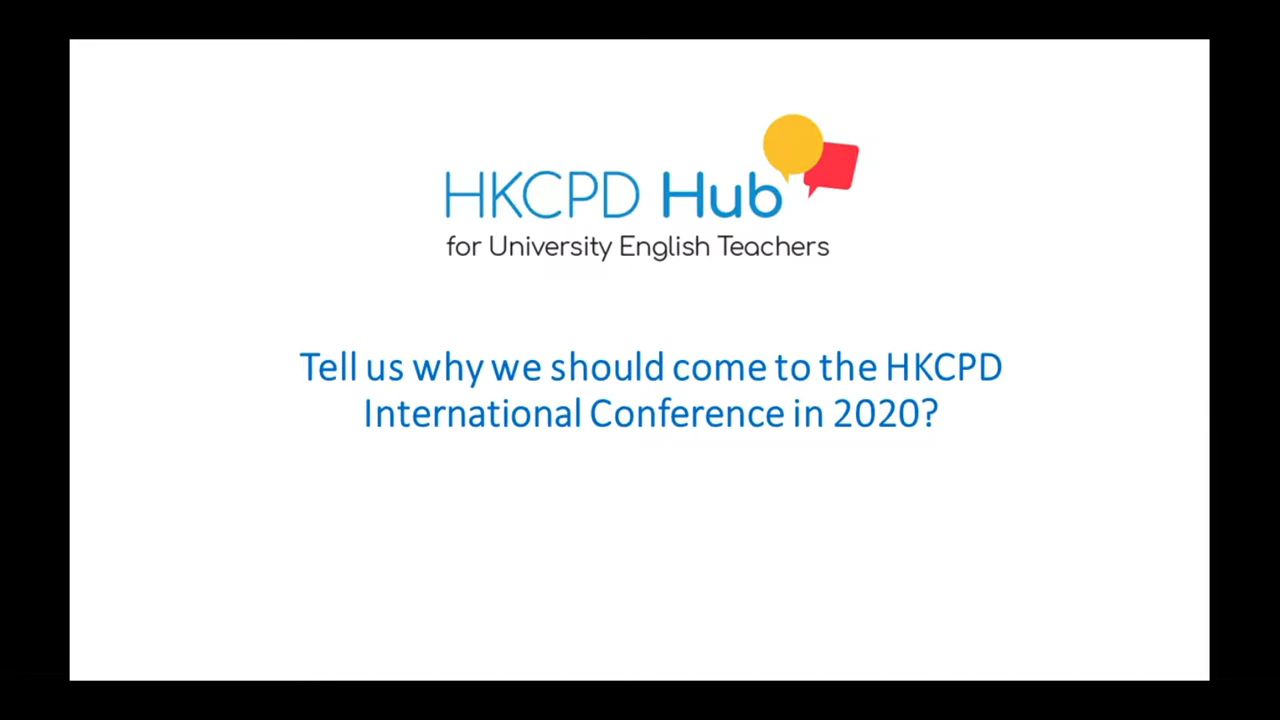 HKCPD Hub
for University English Teachers
Tell us why we should come to the HKCPD
International Conference in 2020?